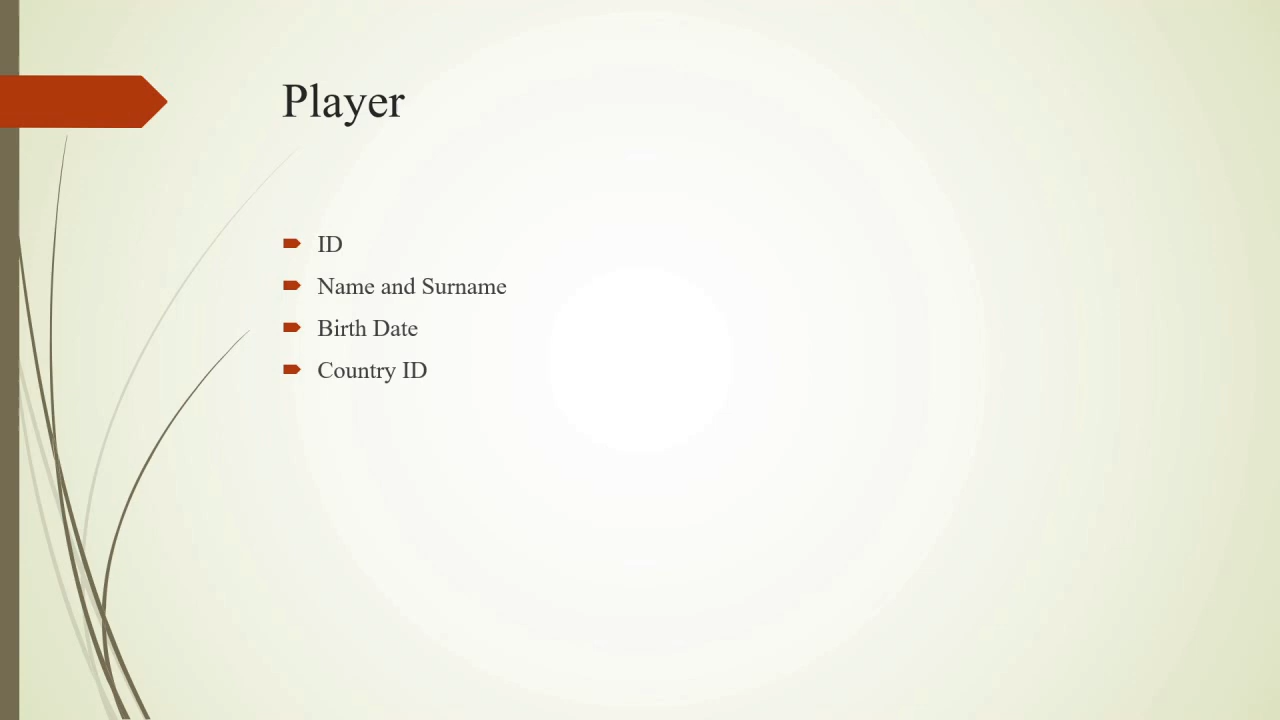 Player
ID
Name and Surname
Birth Date
Country ID